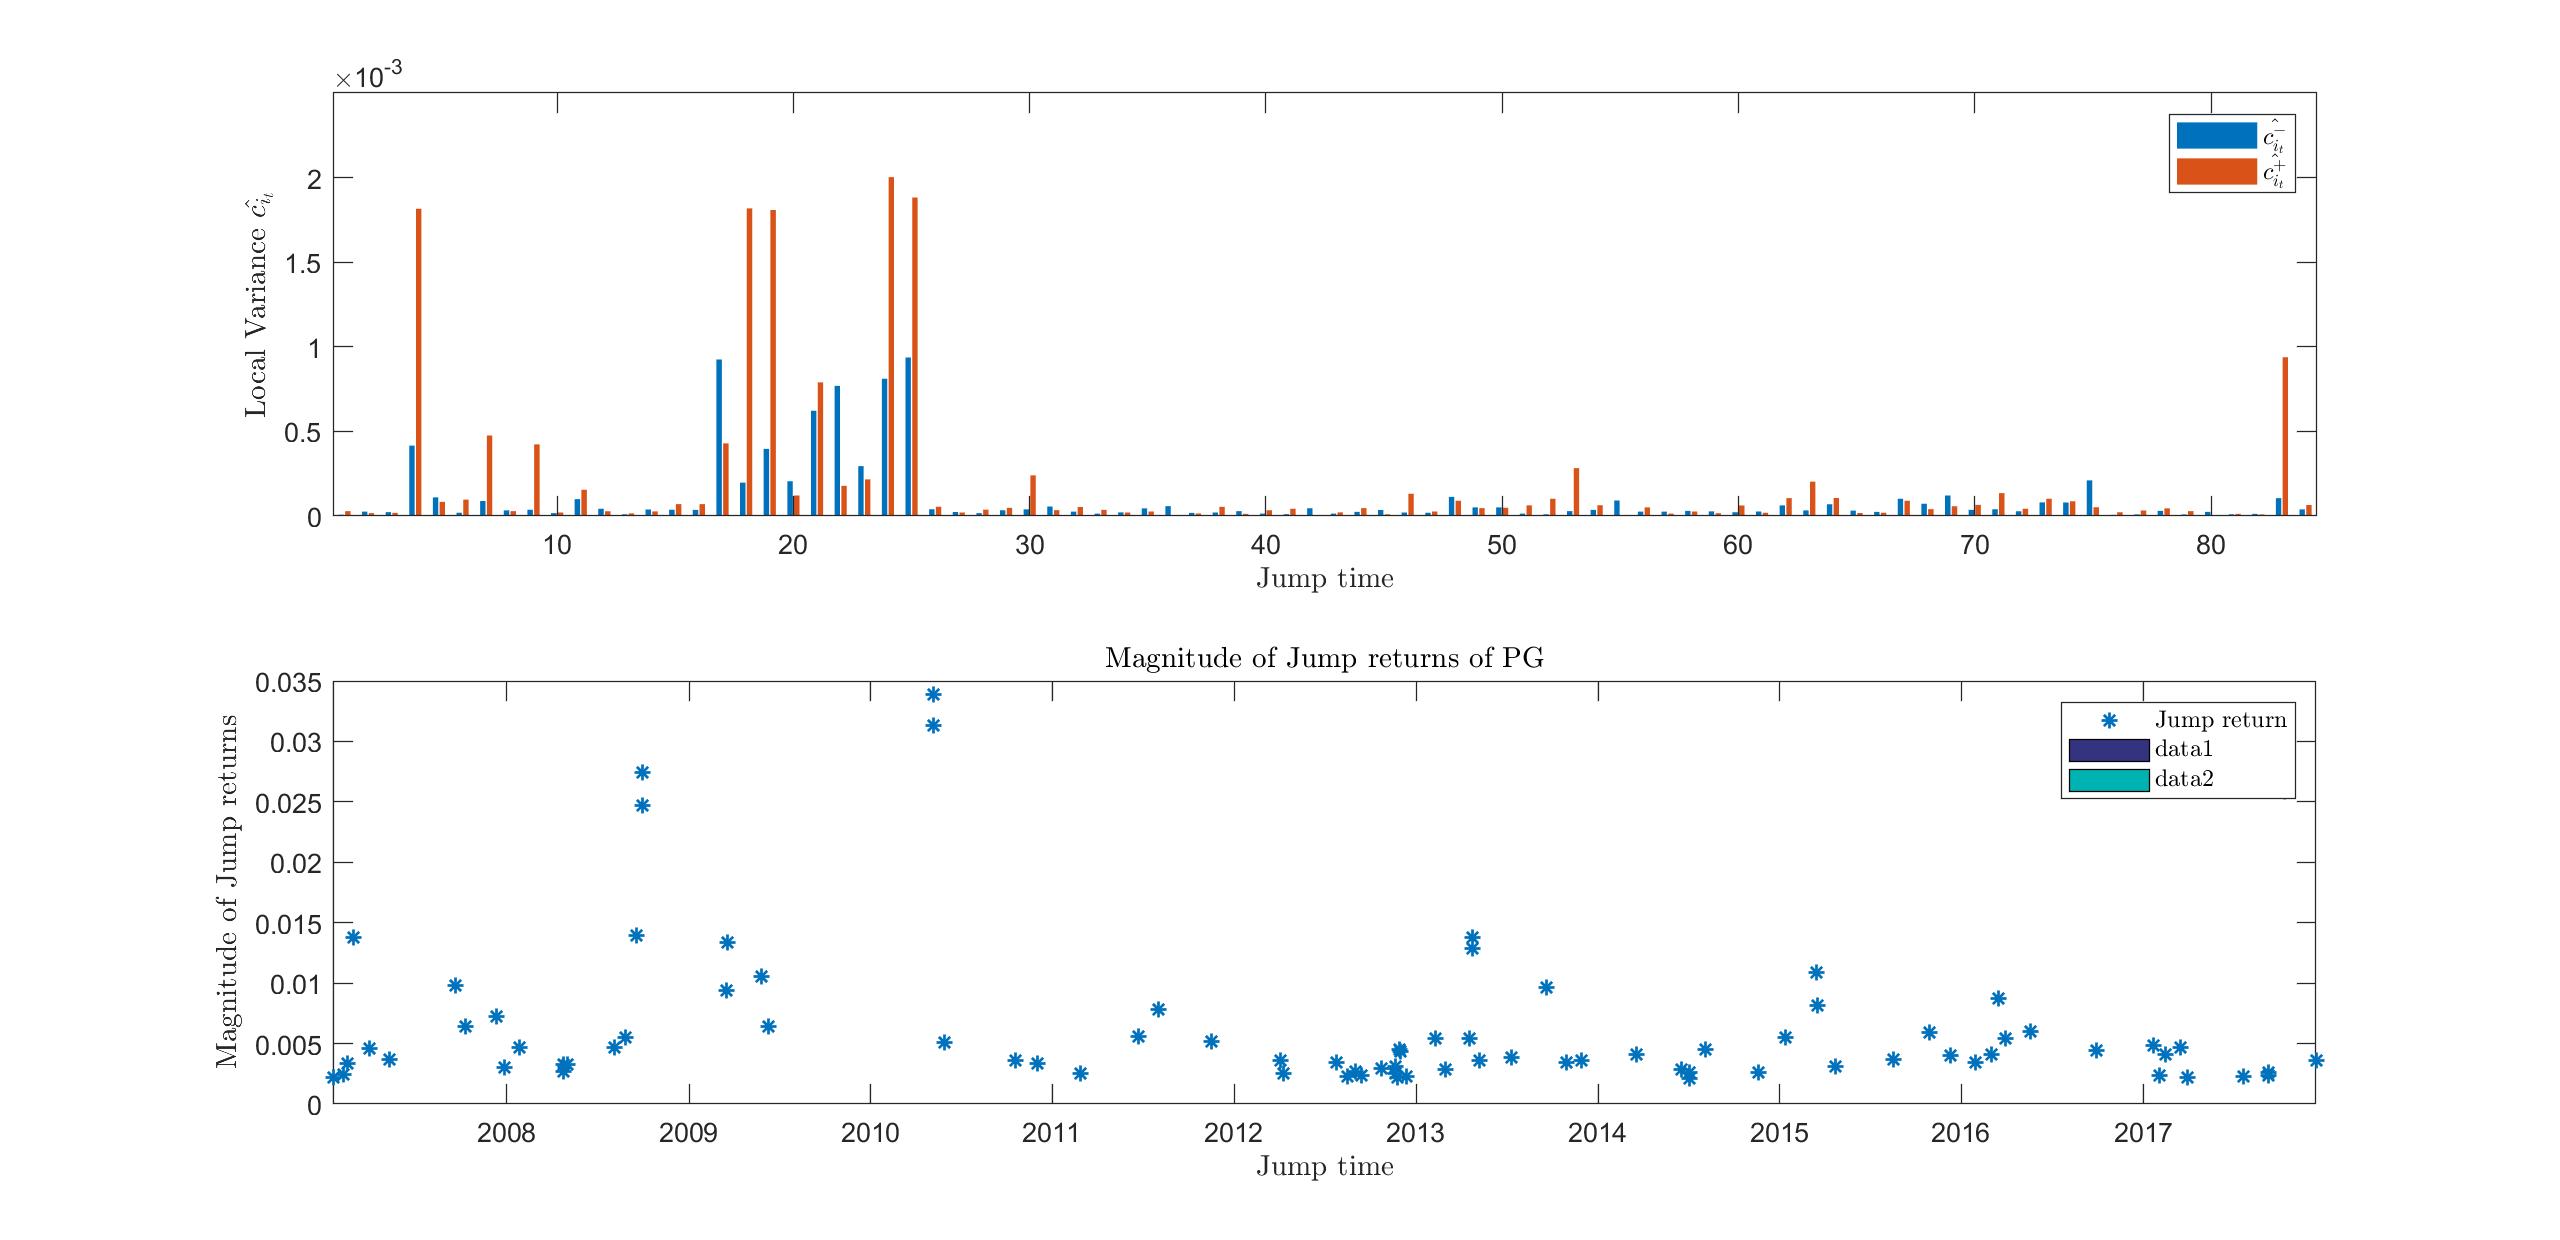 ×10-3
2
1.5
1
0.5
0
Local Variance ĉ_{i_t}
ĉ^-_{i_t}
ĉ^+_{i_t}
10 20 30 40 50 60 70 80
Jump time
Magnitude of Jump returns of PG
0.035
0.03
0.025
0.02
0.015
0.01
0.005
0
Magnitude of Jump returns
Jump return
data1
data2
2008 2009 2010 2011 2012 2013 2014 2015 2016 2017
Jump time